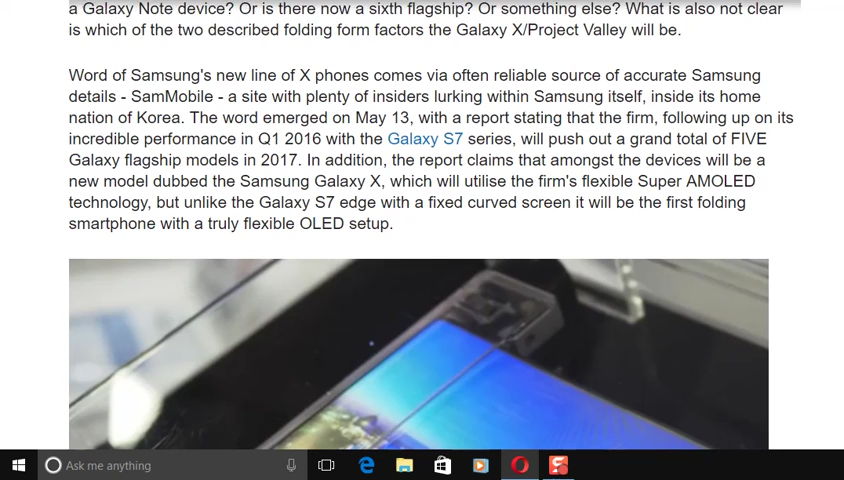 a Galaxy Note device? Or is there now a sixth flagship? Or something else? What is also not clear
is which of the two described folding form factors the Galaxy X/Project Valley will be.
Word of Samsung's new line of X phones comes via often reliable source of accurate Samsung
details - SamMobile - a site with plenty of insiders lurking within Samsung itself, inside its home
nation of Korea. The word emerged on May 13, with a report stating that the firm, following up on its
incredible performance in Q1 2016 with the Galaxy S7 series, will push out a grand total of FIVE
Galaxy flagship models in 2017. In addition, the report claims that amongst the devices will be a
new model dubbed the Samsung Galaxy X, which will utilise the firm's flexible Super AMOLED
technology, but unlike the Galaxy S7 edge with a fixed curved screen it will be the first folding
smartphone with a truly flexible OLED setup.
Ask me anything